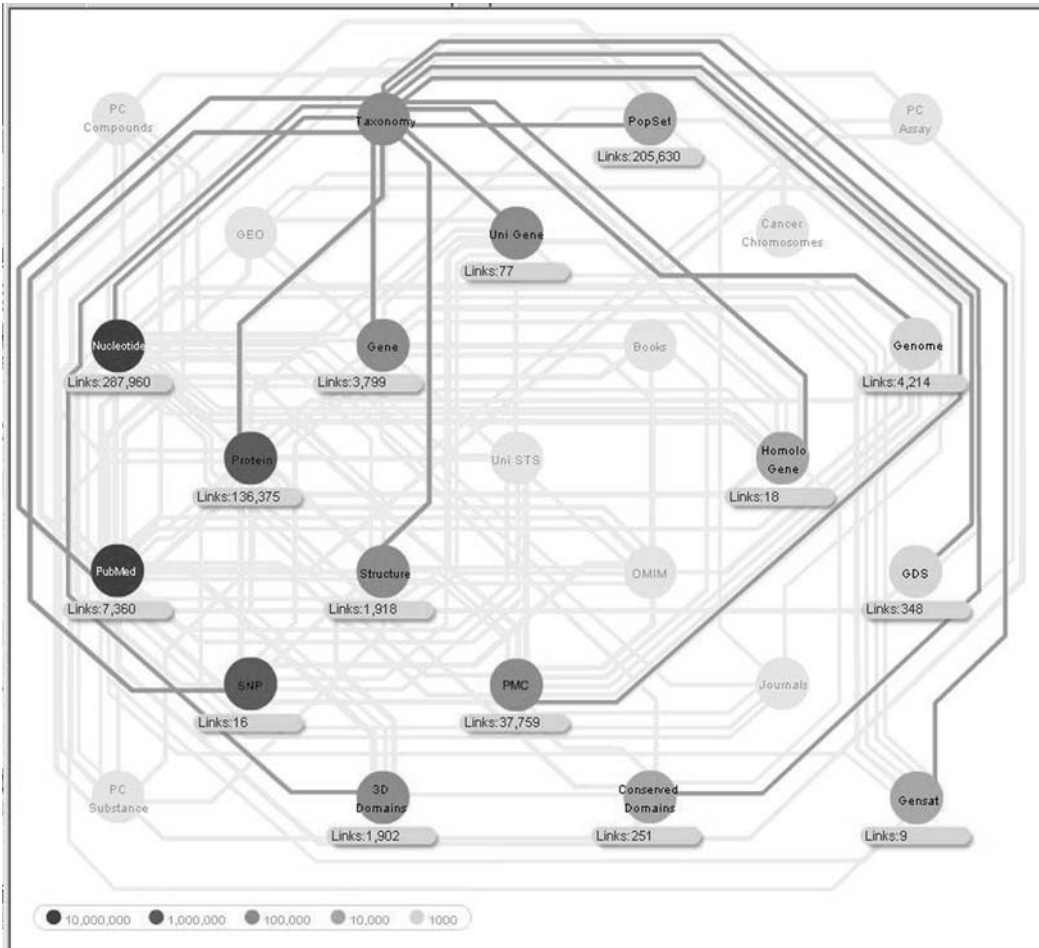 PC
Compounds
Taxonomy
PopSet
Links:205,630
PC
Assay
GEO
Uni Gene
Links:77
Cancer
Chromosomes
Nucleotide
Links:287,960
Gene
Links:3,799
Books
Genome
Links:4,214
Protein
Links:136,375
Uni STS
Homolo
Gene
Links:18
PubMed
Links:7,360
Structure
Links:1,918
OMIM
GDS
Links:348
SNP
Links:16
PMC
Links:37,759
Journals
PC
Substance
3D
Domains
Links:1,902
Conserved
Domains
Links:251
Gensat
Links:9
10,000,000 1,000,000 100,000 10,000 1000